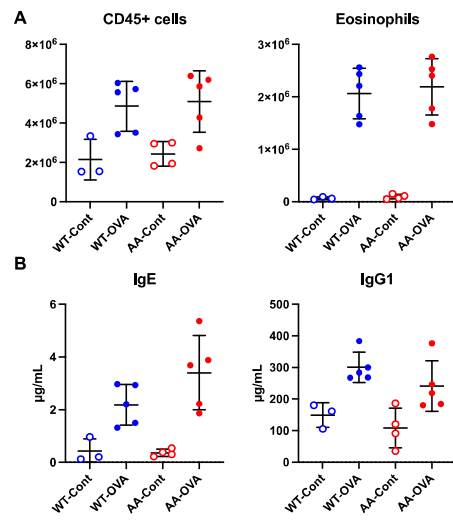 A
CD45+ cells
8×10⁶
6×10⁶
4×10⁶
2×10⁶
0
WT-Cont
WT-OVA
AA-Cont
AA-OVA
Eosinophils
3×10⁶
2×10⁶
1×10⁶
0
WT-Cont
WT-OVA
AA-Cont
AA-OVA
B
IgE
µg/mL
6
4
2
0
WT-Cont
WT-OVA
AA-Cont
AA-OVA
IgG1
µg/mL
500
400
300
200
100
0
WT-Cont
WT-OVA
AA-Cont
AA-OVA